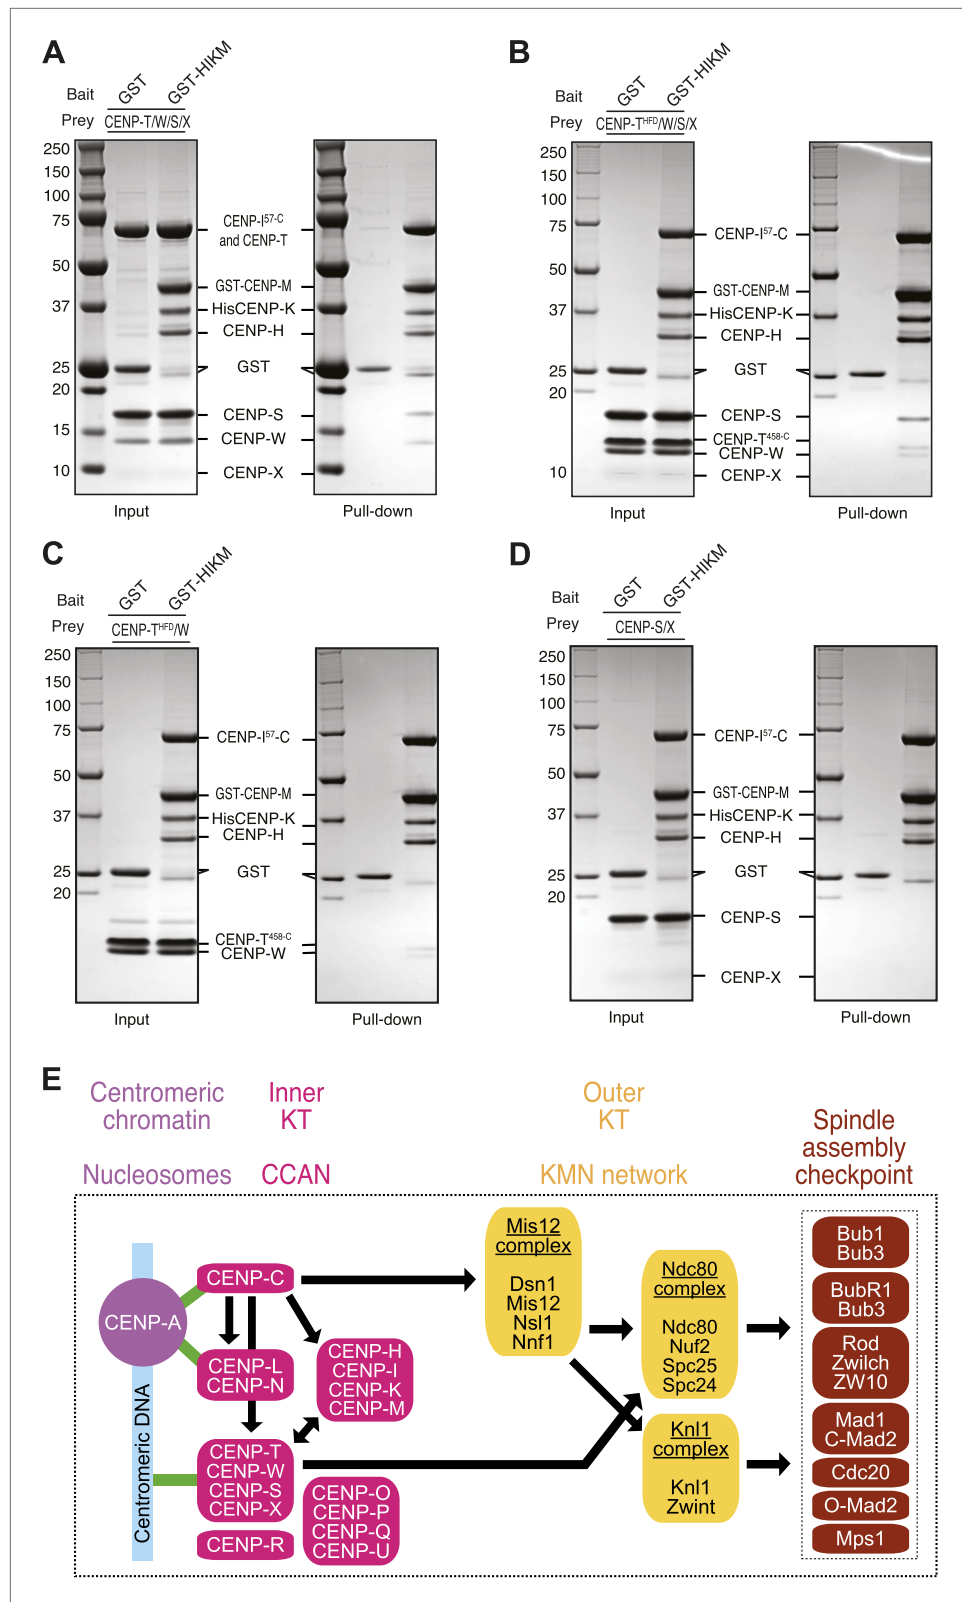 A
Bait
GST
GST-HIKM
Prey
CENP-T/W/S/X
250
150
100
75
50
37
25
20
15
10
CENP-I57-C
and CENP-T
GST-CENP-M
HisCENP-K
CENP-H
GST
CENP-S
CENP-W
CENP-X
Input
Pull-down
B
Bait
GST
GST-HIKM
Prey
CENP-THFD/W/S/X
250
150
100
75
50
37
25
20
10
CENP-I57-C
GST-CENP-M
HisCENP-K
CENP-H
GST
CENP-S
CENP-T458-C
CENP-W
CENP-X
Input
Pull-down
C
Bait
GST
GST-HIKM
Prey
CENP-THFD/W
250
150
100
75
50
37
25
20
CENP-I57-C
GST-CENP-M
HisCENP-K
CENP-H
GST
CENP-T458-C
CENP-W
Input
Pull-down
D
Bait
GST
GST-HIKM
Prey
CENP-S/X
250
150
100
75
50
37
25
20
CENP-I57-C
GST-CENP-M
HisCENP-K
CENP-H
GST
CENP-S
CENP-X
Input
Pull-down
E
Centromeric
chromatin
Nucleosomes
Inner
KT
CCAN
Outer
KT
KMN network
Spindle
assembly
checkpoint
CENP-A
Centromeric DNA
CENP-C
CENP-L
CENP-N
CENP-H
CENP-I
CENP-K
CENP-M
CENP-T
CENP-W
CENP-S
CENP-X
CENP-R
CENP-O
CENP-P
CENP-Q
CENP-U
Mis12
complex
Dsn1
Mis12
Nsl1
Nnf1
Ndc80
complex
Ndc80
Nuf2
Spc25
Spc24
Knl1
complex
Knl1
Zwint
Bub1
Bub3
BubR1
Bub3
Rod
Zwilch
ZW10
Mad1
C-Mad2
Cdc20
O-Mad2
Mps1